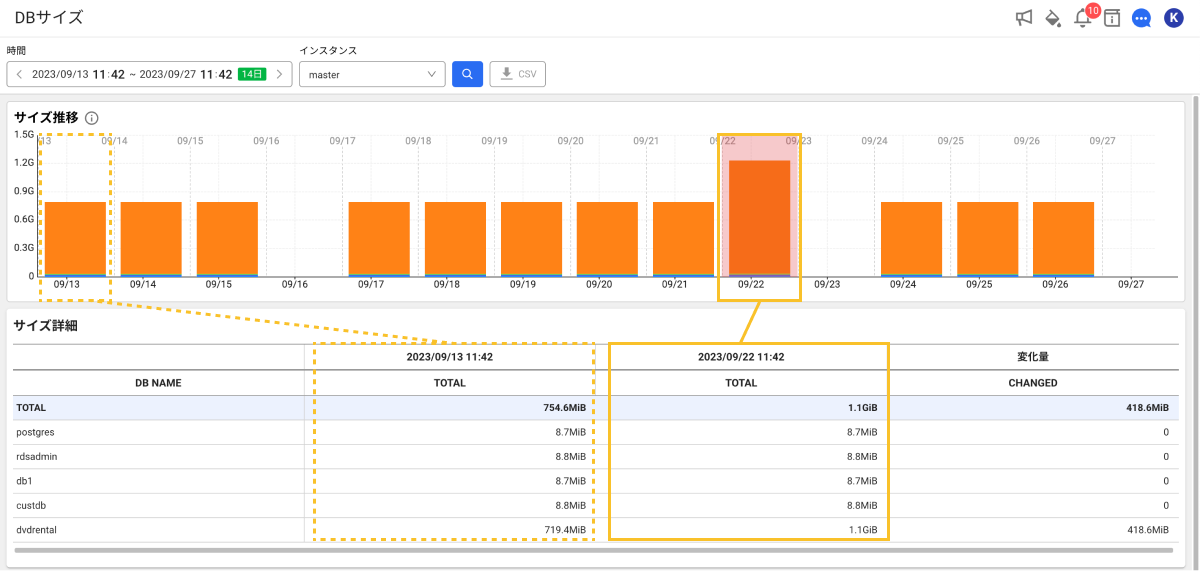 DBサイズ
10
K
時間
インスタンス
2023/09/13 11:42 ~ 2023/09/27 11:42 14日
master
CSV
サイズ推移
1.5G
1.2G
0.9G
0.6G
0.3G
0
13 09/14 09/15 09/16 09/17 09/18 09/19 09/20 09/21 09/22 09/23 09/24 09/25 09/26 09/27
09/13 09/14 09/15 09/16 09/17 09/18 09/19 09/20 09/21 09/22 09/23 09/24 09/25 09/26 09/27
サイズ詳細
2023/09/13 11:42 2023/09/22 11:42 変化量
DB NAME TOTAL TOTAL CHANGED
TOTAL 754.6MiB 1.1GiB 418.6MiB
postgres 8.7MiB 8.7MiB 0
rdsadmin 8.8MiB 8.8MiB 0
db1 8.7MiB 8.7MiB 0
custdb 8.8MiB 8.8MiB 0
dvdrental 719.4MiB 1.1GiB 418.6MiB